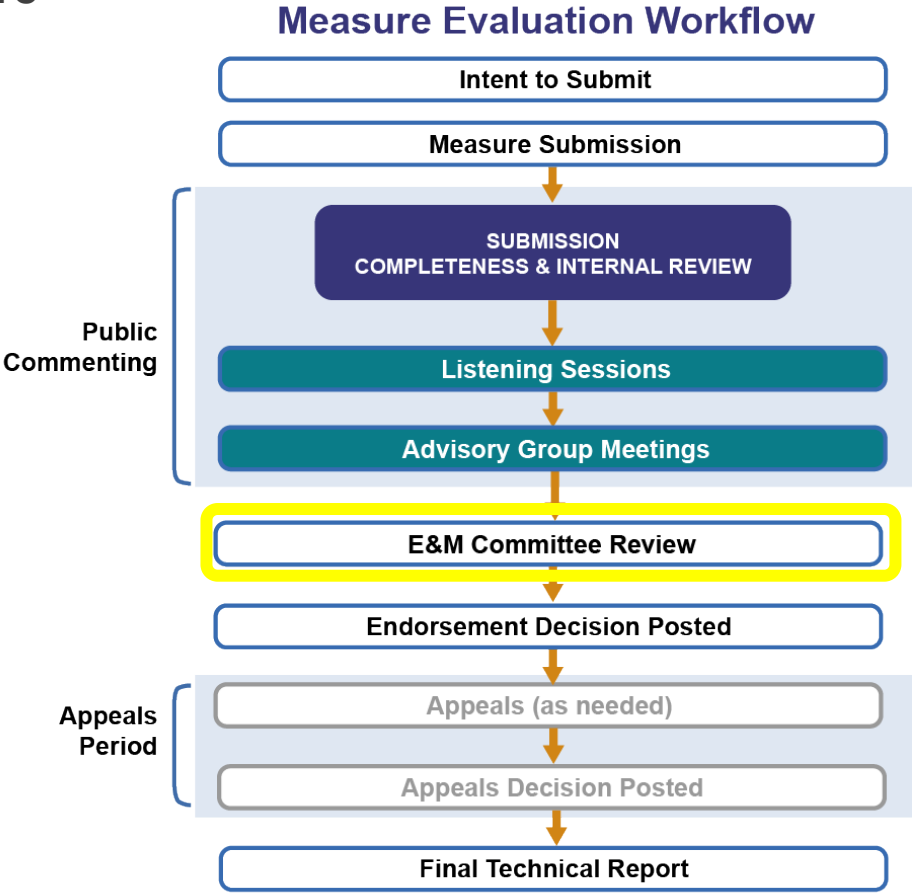 Measure Evaluation Workflow
Intent to Submit
Measure Submission
SUBMISSION
COMPLETENESS & INTERNAL REVIEW
Public
Commenting
Listening Sessions
Advisory Group Meetings
E&M Committee Review
Endorsement Decision Posted
Appeals (as needed)
Appeals
Period
Appeals Decision Posted
Final Technical Report